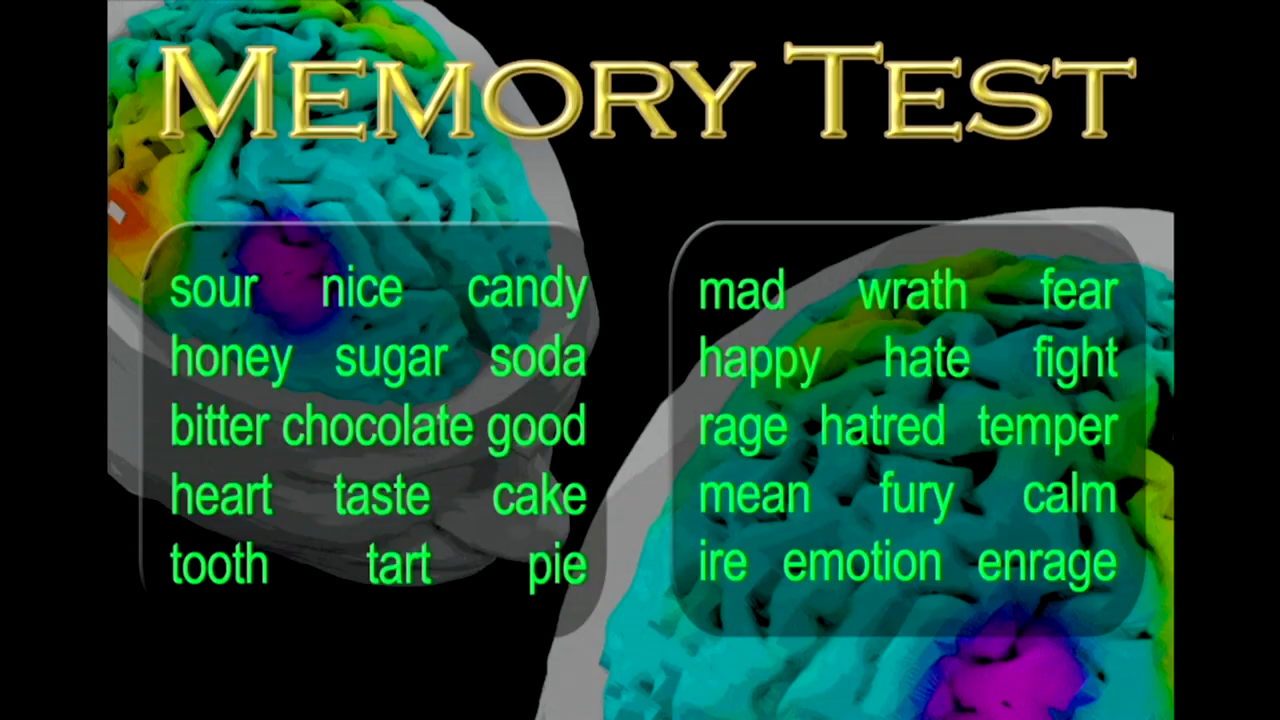 MEMORY TEST
sour nice candy
honey sugar soda
bitter chocolate good
heart taste cake
tooth tart pie
mad wrath fear
happy hate fight
rage hatred temper
mean fury calm
ire emotion enrage